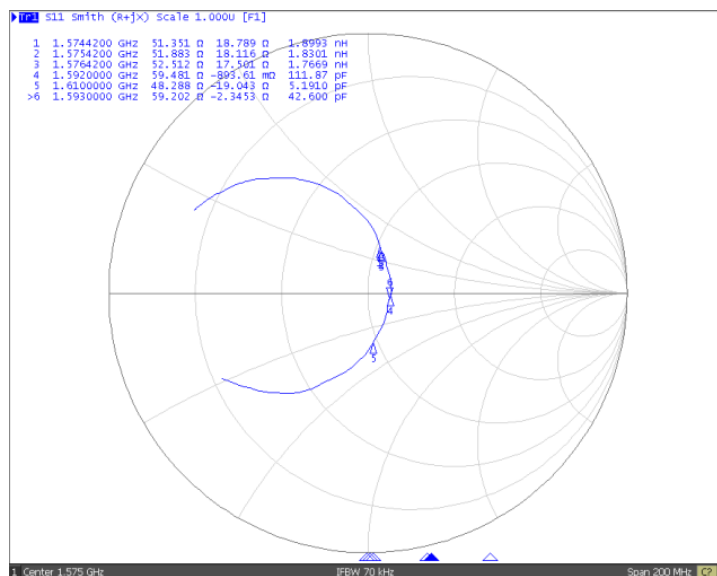 Tr1 S11 Smith (R+jX) Scale 1.000U [F1]
1 1.5744200 GHz 51.351 Ω 18.789 Ω 1.8993 nH
2 1.5754200 GHz 51.883 Ω 18.116 Ω 1.8301 nH
3 1.5764200 GHz 52.512 Ω 17.501 Ω 1.7669 nH
4 1.5920000 GHz 59.481 Ω -893.61 mΩ 111.87 pF
5 1.6100000 GHz 48.288 Ω -19.043 Ω 5.1910 pF
>6 1.5930000 GHz 59.202 Ω -2.3453 Ω 42.600 pF
6
4
5
1 Center 1.575 GHz IFBW 70 kHz Span 200 MHz C?